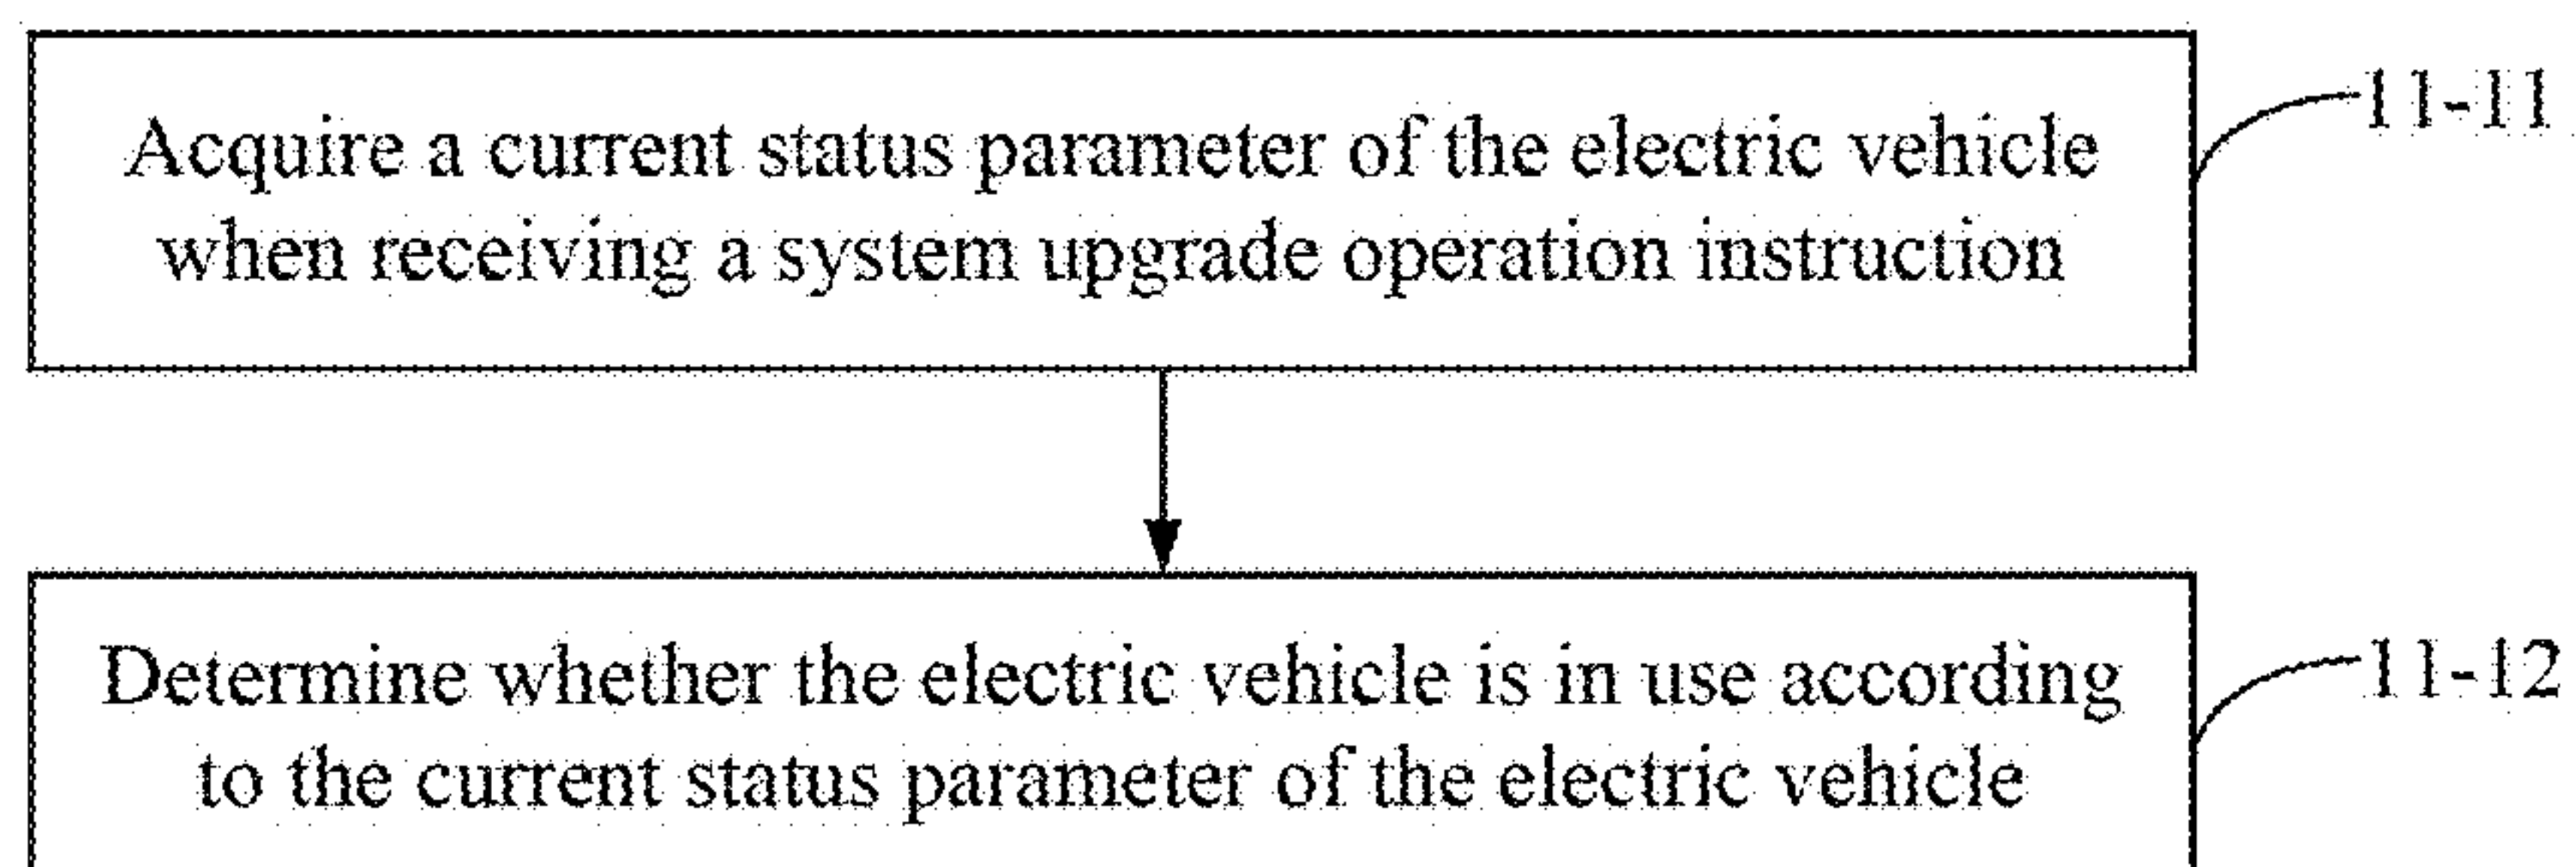 Acquire a current status parameter of the electric vehicle
when receiving a system upgrade operation instruction
11-11
Determine whether the electric vehicle is in use according
to the current status parameter of the electric vehicle
11-12